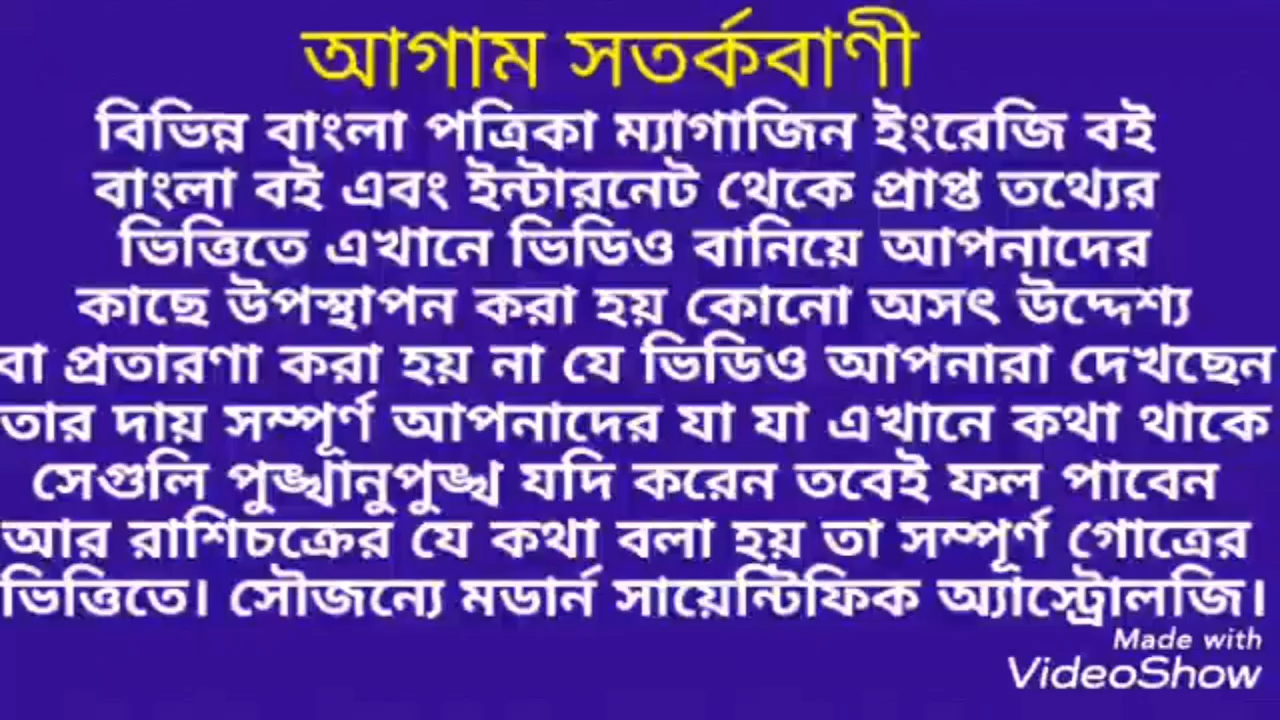 আগাম সতর্কবাণী
বিভিন্ন বাংলা পত্রিকা ম্যাগাজিন ইংরেজি বই
বাংলা বই এবং ইন্টারনেট থেকে প্রাপ্ত তথ্যের
ভিত্তিতে এখানে ভিডিও বানিয়ে আপনাদের
কাছে উপস্থাপন করা হয় কোনো অসৎ উদ্দেশ্য
বা প্রতারণা করা হয় না যে ভিডিও আপনারা দেখছেন
তার দায় সম্পূর্ণ আপনাদের যা যা এখানে কথা থাকে
সেগুলি পুঙ্খানুপুঙ্খ যদি করেন তবেই ফল পাবেন
আর রাশিচক্রের যে কথা বলা হয় তা সম্পূর্ণ গোত্রের
ভিত্তিতে। সৌজন্যে মডার্ন সায়েন্টিফিক অ্যাস্ট্রোলজি।
Made with
VideoShow